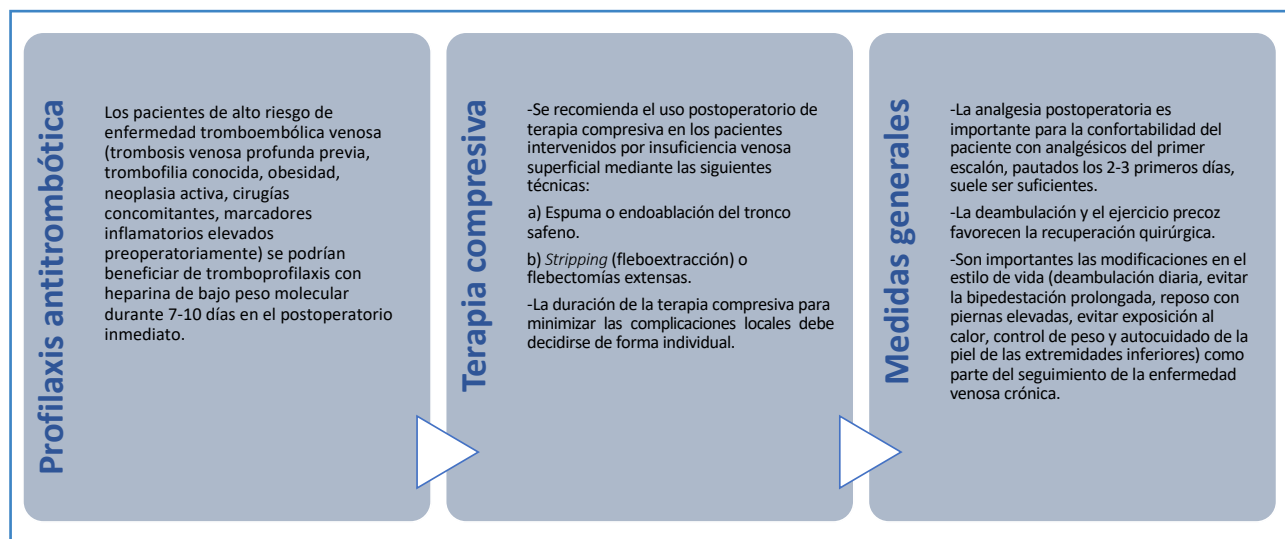 Profilaxis antitrombótica
Los pacientes de alto riesgo de
enfermedad tromboembólica venosa
(trombosis venosa profunda previa,
trombofilia conocida, obesidad,
neoplasia activa, cirugías
concomitantes, marcadores
inflamatorios elevados
preoperatoriamente) se podrían
beneficiar de tromboprofilaxis con
heparina de bajo peso molecular
durante 7-10 días en el postoperatorio
inmediato.
Terapia compresiva
-Se recomienda el uso postoperatorio de
terapia compresiva en los pacientes
intervenidos por insuficiencia venosa
superficial mediante las siguientes
técnicas:
a) Espuma o endoablación del tronco
safeno.
b) Stripping (fleboextracción) o
flebectomías extensas.
-La duración de la terapia compresiva para
minimizar las complicaciones locales debe
decidirse de forma individual.
Medidas generales
-La analgesia postoperatoria es
importante para la confortabilidad del
paciente con analgésicos del primer
escalón, pautados los 2-3 primeros días,
suele ser suficientes.
-La deambulación y el ejercicio precoz
favorecen la recuperación quirúrgica.
-Son importantes las modificaciones en el
estilo de vida (deambulación diaria, evitar
la bipedestación prolongada, reposo con
piernas elevadas, evitar exposición al
calor, control de peso y autocuidado de la
piel de las extremidades inferiores) como
parte del seguimiento de la enfermedad
venosa crónica.